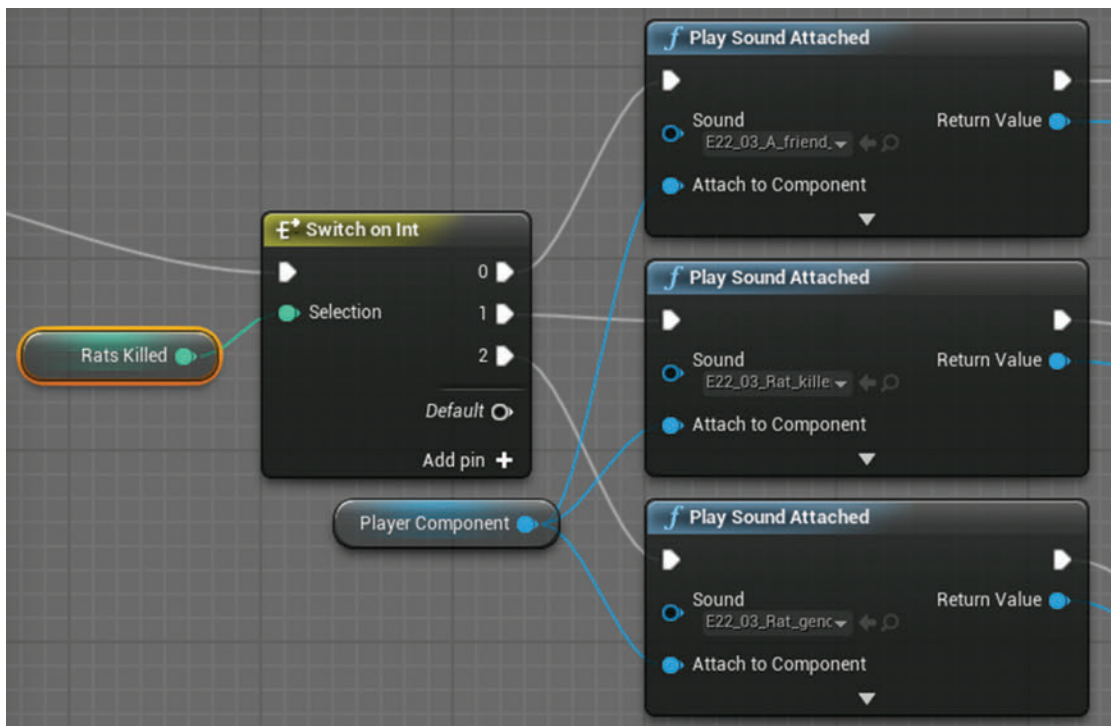 Play Sound Attached
Sound
E22_03_A_friend_
Return Value
Attach to Component
Switch on Int
0
Selection
1
2
Default
Add pin
Rats Killed
Play Sound Attached
Sound
E22_03_Rat_kille
Return Value
Attach to Component
Player Component
Play Sound Attached
Sound
E22_03_Rat_genc
Return Value
Attach to Component